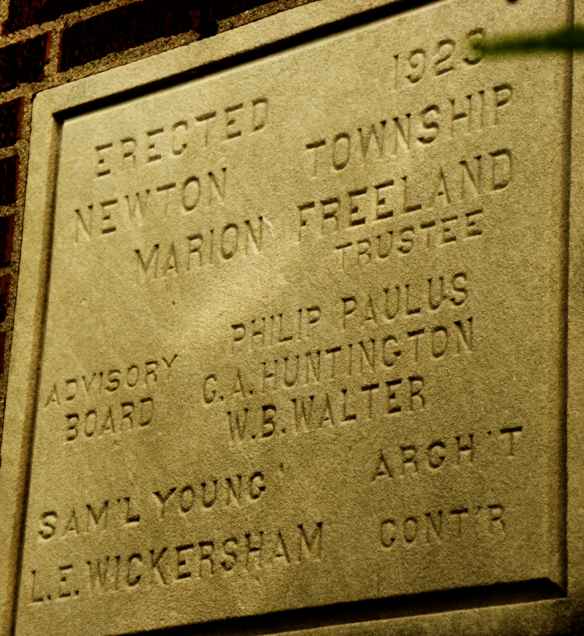 ERECTED 1923
NEWTON TOWNSHIP
MARION FREELAND
TRUSTEE
PHILIP PAULUS
ADVISORY C.A. HUNTINGTON
BOARD W.B. WALTER
SAM'L YOUNG ARCH'T
L.E. WICKERSHAM CONT'R